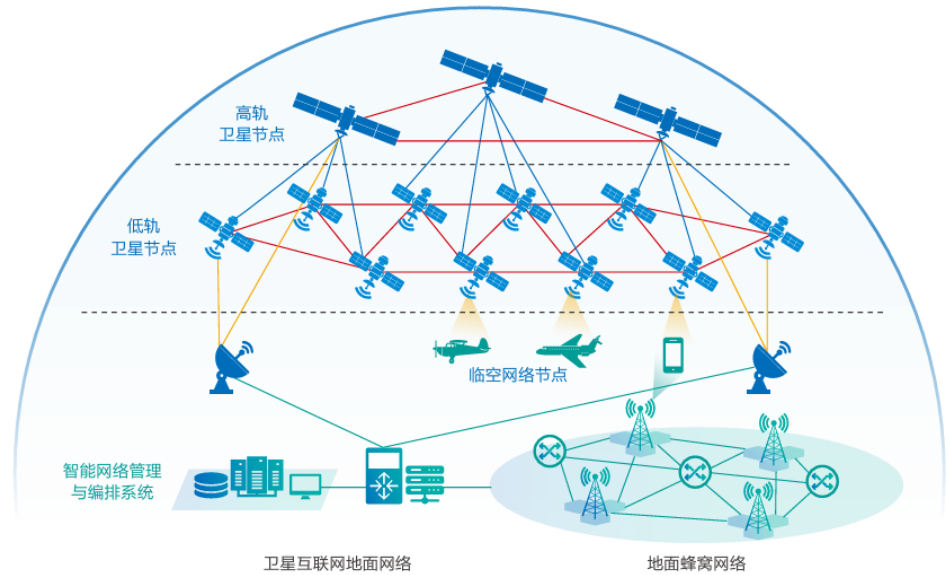 高轨
卫星节点
低轨
卫星节点
临空网络节点
智能网络管理
与编排系统
卫星互联网地面网络
地面蜂窝网络